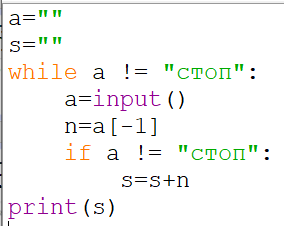 a=""
s=""
while a != "стоп":
    a=input()
    n=a[-1]
    if a != "стоп":
        s=s+n
print(s)